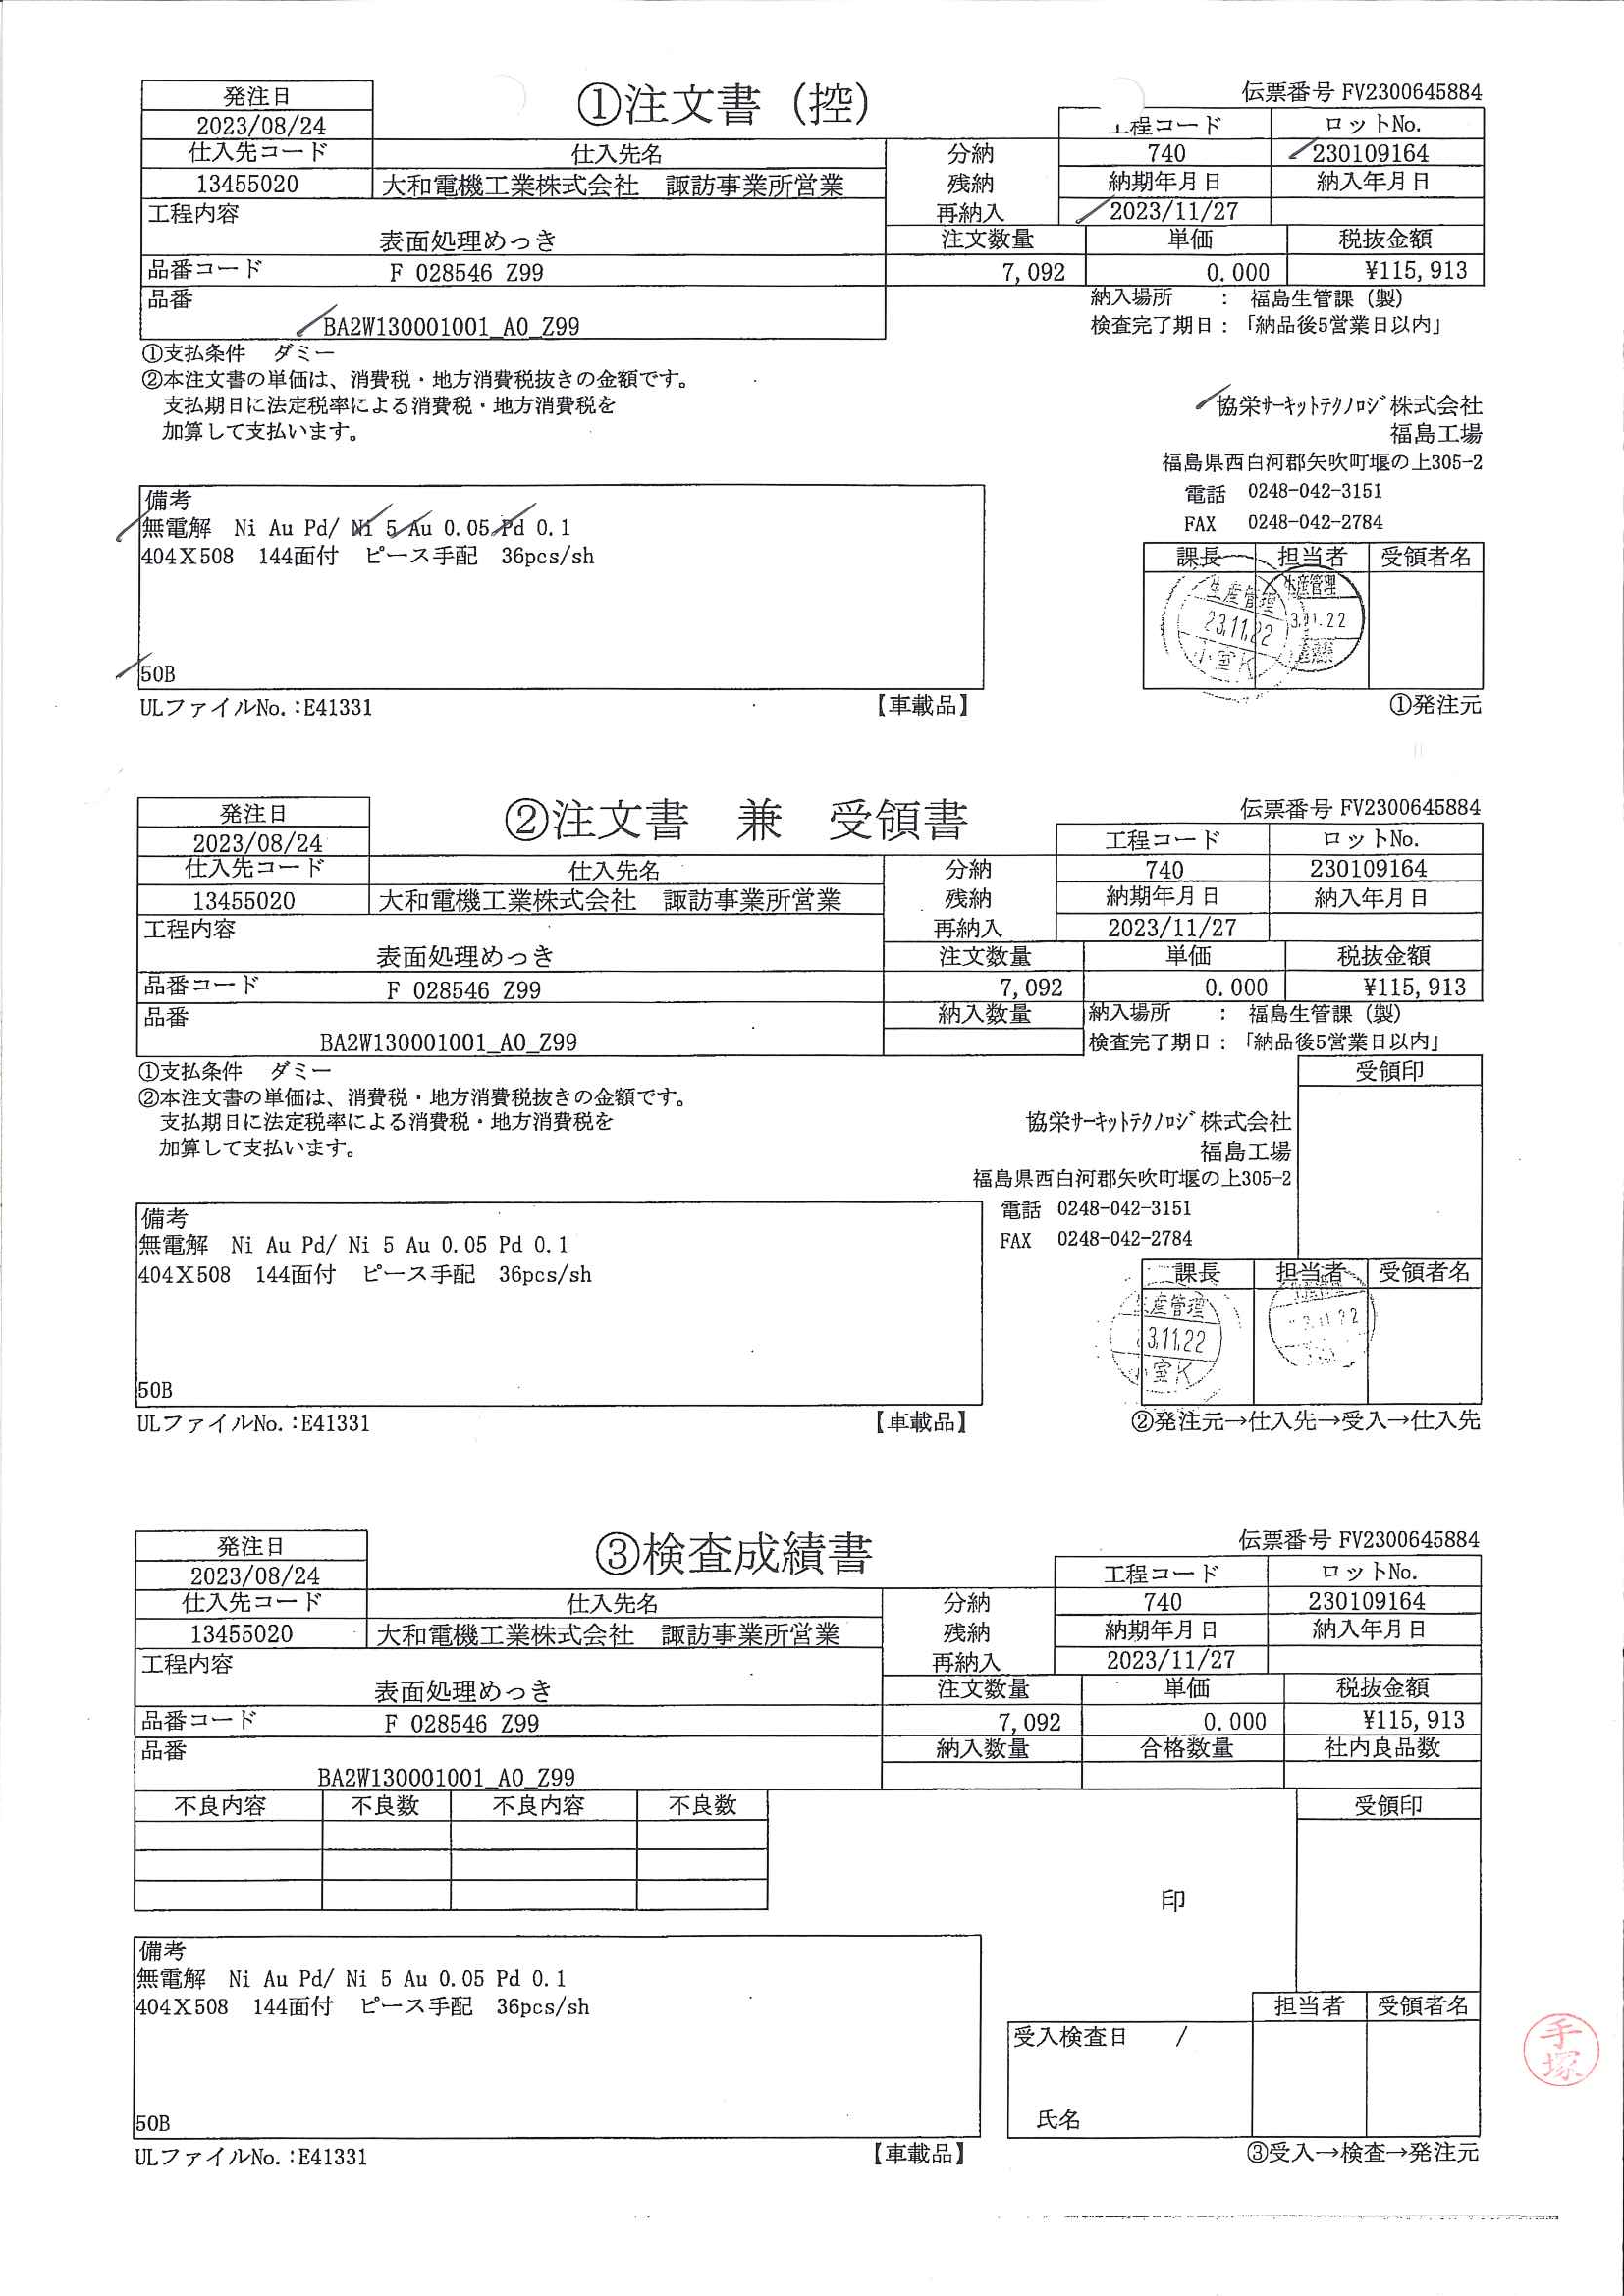 ①注文書（控）
伝票番号 FV2300645884
発注日
2023/08/24
工程コード ロットNo.
仕入先コード 仕入先名 分納 740 230109164
13455020 大和電機工業株式会社　諏訪事業所営業 残納 納期年月日 納入年月日
工程内容 再納入 2023/11/27
表面処理めっき 注文数量 単価 税抜金額
品番コード F 028546 Z99 7,092 0.000 ¥115,913
品番 納入場所 ： 福島生管課（製）
BA2W130001001_A0_Z99 検査完了期日：「納品後5営業日以内」
①支払条件 ダミー
②本注文書の単価は、消費税・地方消費税抜きの金額です。
支払期日に法定税率による消費税・地方消費税を
加算して支払います。
協栄ｻｰｷｯﾄﾃｸﾉﾛｼﾞ株式会社
福島工場
福島県西白河郡矢吹町堰の上305-2
電話 0248-042-3151
FAX 0248-042-2784
備考
無電解 Ni Au Pd/ Ni 5 Au 0.05 Pd 0.1
404X508 144面付 ピース手配 36pcs/sh
50B
課長 担当者 受領者名
生産管理 生産管理
23.11.22 3.11.22
小室K
ULファイルNo.:E41331 【車載品】 ①発注元
②注文書　兼　受領書
伝票番号 FV2300645884
発注日
2023/08/24
工程コード ロットNo.
仕入先コード 仕入先名 分納 740 230109164
13455020 大和電機工業株式会社　諏訪事業所営業 残納 納期年月日 納入年月日
工程内容 再納入 2023/11/27
表面処理めっき 注文数量 単価 税抜金額
品番コード F 028546 Z99 7,092 0.000 ¥115,913
品番 納入数量 納入場所 ： 福島生管課（製）
BA2W130001001_A0_Z99 検査完了期日：「納品後5営業日以内」
①支払条件 ダミー 受領印
②本注文書の単価は、消費税・地方消費税抜きの金額です。
支払期日に法定税率による消費税・地方消費税を
加算して支払います。
協栄ｻｰｷｯﾄﾃｸﾉﾛｼﾞ株式会社
福島工場
福島県西白河郡矢吹町堰の上305-2
電話 0248-042-3151
FAX 0248-042-2784
備考
無電解 Ni Au Pd/ Ni 5 Au 0.05 Pd 0.1
404X508 144面付 ピース手配 36pcs/sh
50B
課長 担当者 受領者名
産管理
3.11.22
小室K
ULファイルNo.:E41331 【車載品】 ②発注元→仕入先→受入→仕入先
③検査成績書
伝票番号 FV2300645884
発注日
2023/08/24
工程コード ロットNo.
仕入先コード 仕入先名 分納 740 230109164
13455020 大和電機工業株式会社　諏訪事業所営業 残納 納期年月日 納入年月日
工程内容 再納入 2023/11/27
表面処理めっき 注文数量 単価 税抜金額
品番コード F 028546 Z99 7,092 0.000 ¥115,913
品番 納入数量 合格数量 社内良品数
BA2W130001001_A0_Z99
不良内容 不良数 不良内容 不良数 受領印
印
備考
無電解 Ni Au Pd/ Ni 5 Au 0.05 Pd 0.1
404X508 144面付 ピース手配 36pcs/sh
50B
担当者 受領者名
受入検査日 /
氏名
手塚
ULファイルNo.:E41331 【車載品】 ③受入→検査→発注元